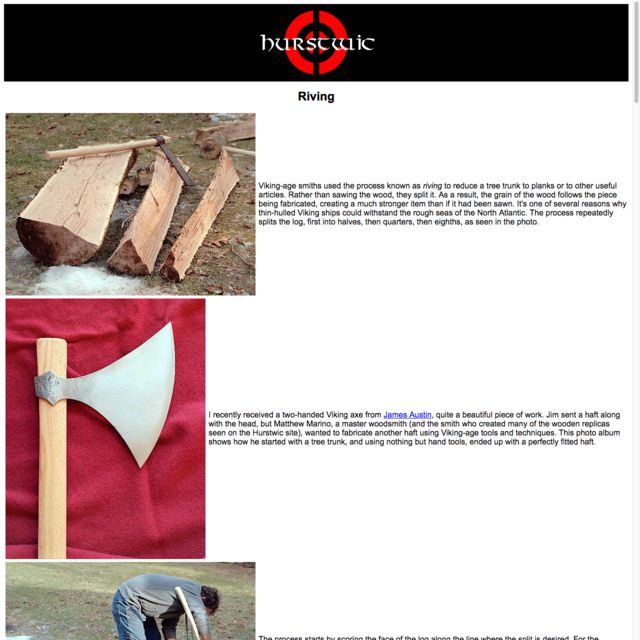 hurstwic
Riving
Viking-age smiths used the process known as riving to reduce a tree trunk to planks or to other useful
articles. Rather than sawing the wood, they split it. As a result, the grain of the wood follows the piece
being fabricated, creating a much stronger item than if it had been sawn. It's one of several reasons why
thin-hulled Viking ships could withstand the rough seas of the North Atlantic. The process repeatedly
splits the log, first into halves, then quarters, then eighths, as seen in the photo.
I recently received a two-handed Viking axe from James Austin, quite a beautiful piece of work. Jim sent a haft along
with the head, but Matthew Marino, a master woodsmith (and the smith who created many of the wooden replicas
seen on the Hurstwic site), wanted to fabricate another haft using Viking-age tools and techniques. This photo album
shows how he started with a tree trunk, and using nothing but hand tools, ended up with a perfectly fitted haft.
The process starts by scoring the face of the log along the line where the split is desired. For the